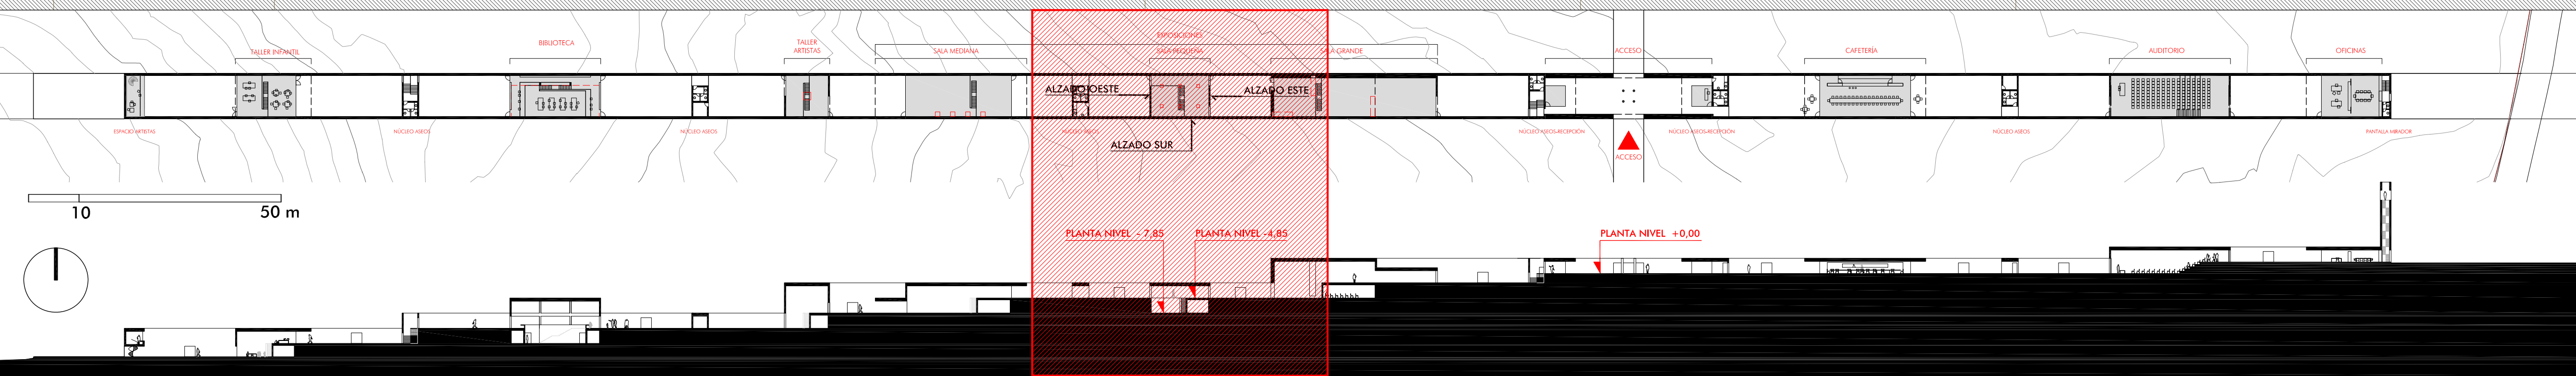 EXPOSICIONES
TALLER INFANTIL
BIBLIOTECA
TALLER
ARTISTAS
SALA MEDIANA
SALA PEQUEÑA
SALA GRANDE
ACCESO
CAFETERÍA
AUDITORIO
OFICINAS
ALZADO OESTE
ALZADO ESTE
ESPACIO ARTISTAS
NÚCLEO ASEOS
NÚCLEO ASEOS
NÚCLEO ASEOS
NÚCLEO ASEOS-RECEPCIÓN
NÚCLEO ASEOS-RECEPCIÓN
NÚCLEO ASEOS
PANTALLA MIRADOR
ALZADO SUR
ACCESO
10
50 m
PLANTA NIVEL - 7,85
PLANTA NIVEL -4,85
PLANTA NIVEL +0,00